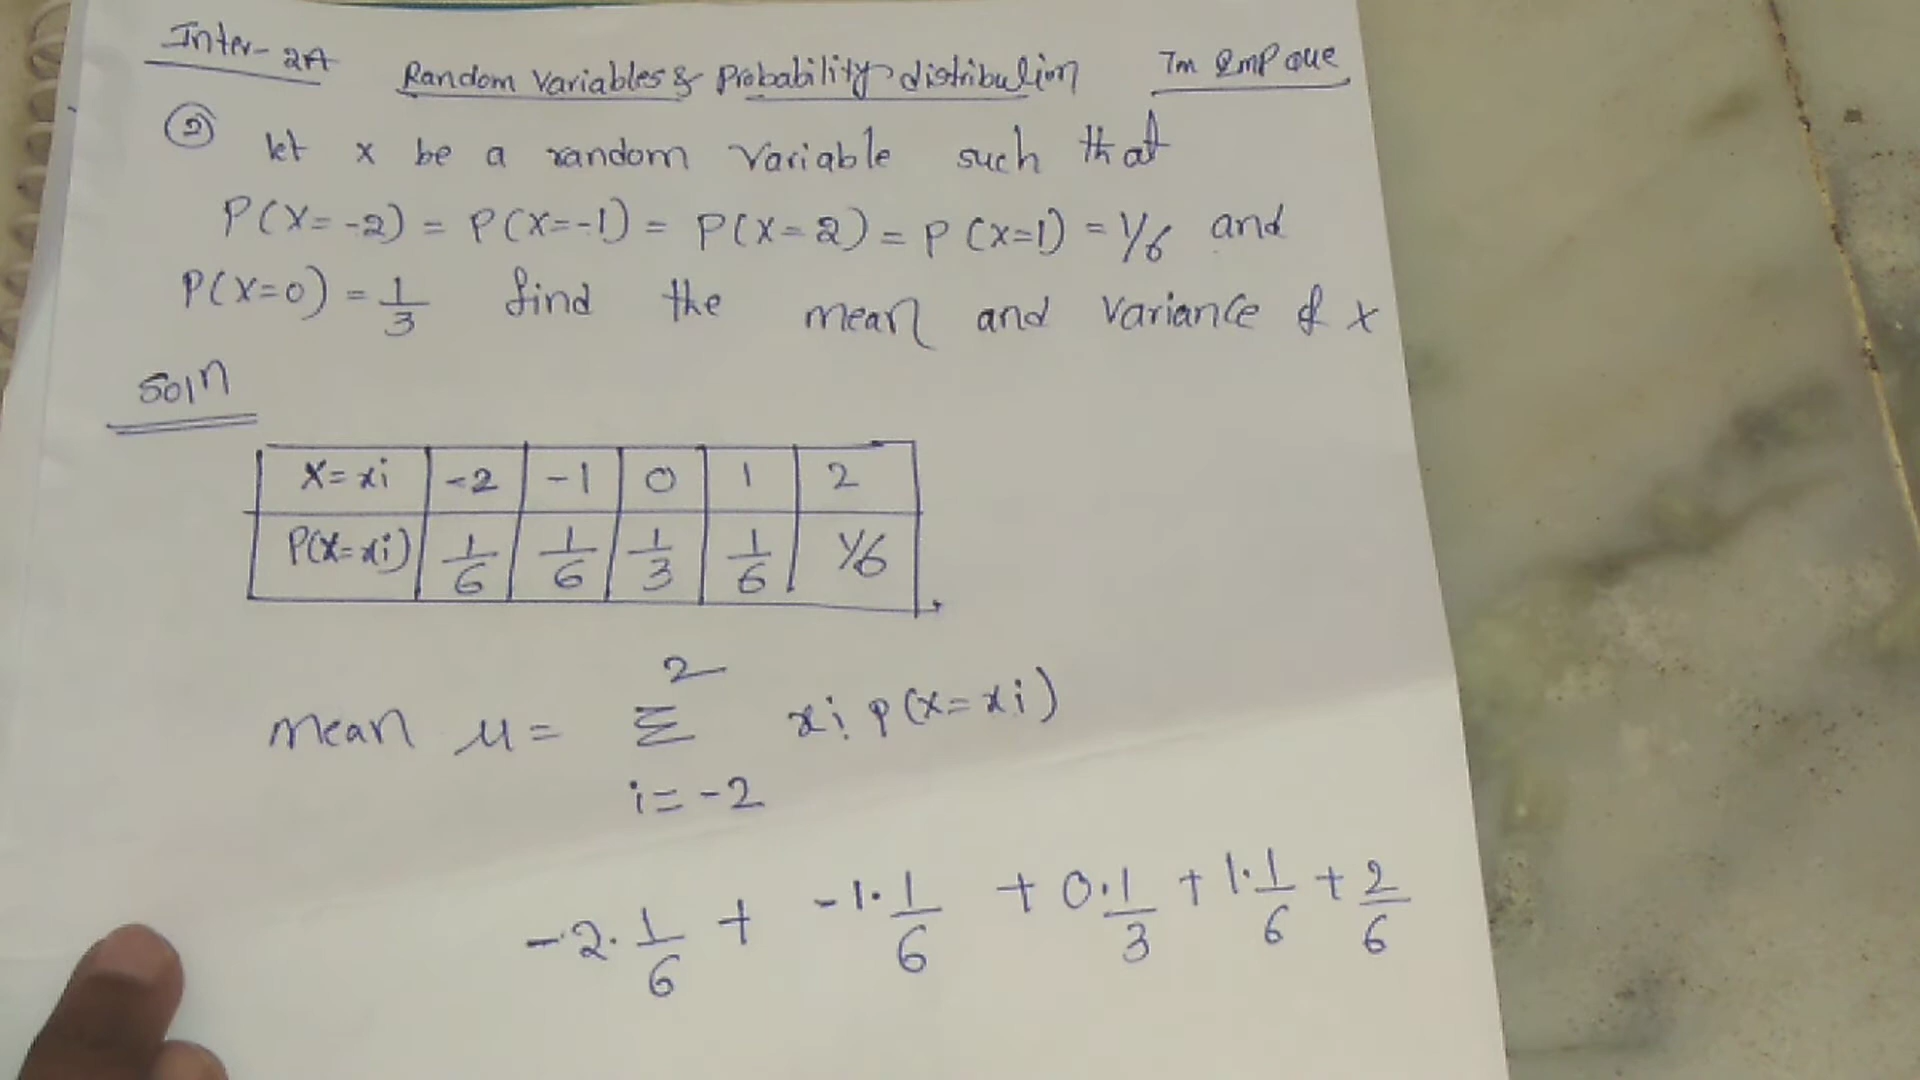 Inter-2A Random Variables & Probability distribution 7m Imp Que
② let x be a random variable such that
P(X=-2) = P(X=-1) = P(X=2) = P(X=1) = 1/6 and
P(X=0) = 1/3 find the mean and variance of x
Soln
X=xi -2 -1 0 1 2
P(X=xi) 1/6 1/6 1/3 1/6 1/6
2
mean μ = Σ xi P(X=xi)
i=-2
-2·1/6 + -1·1/6 + 0·1/3 + 1·1/6 + 2/6